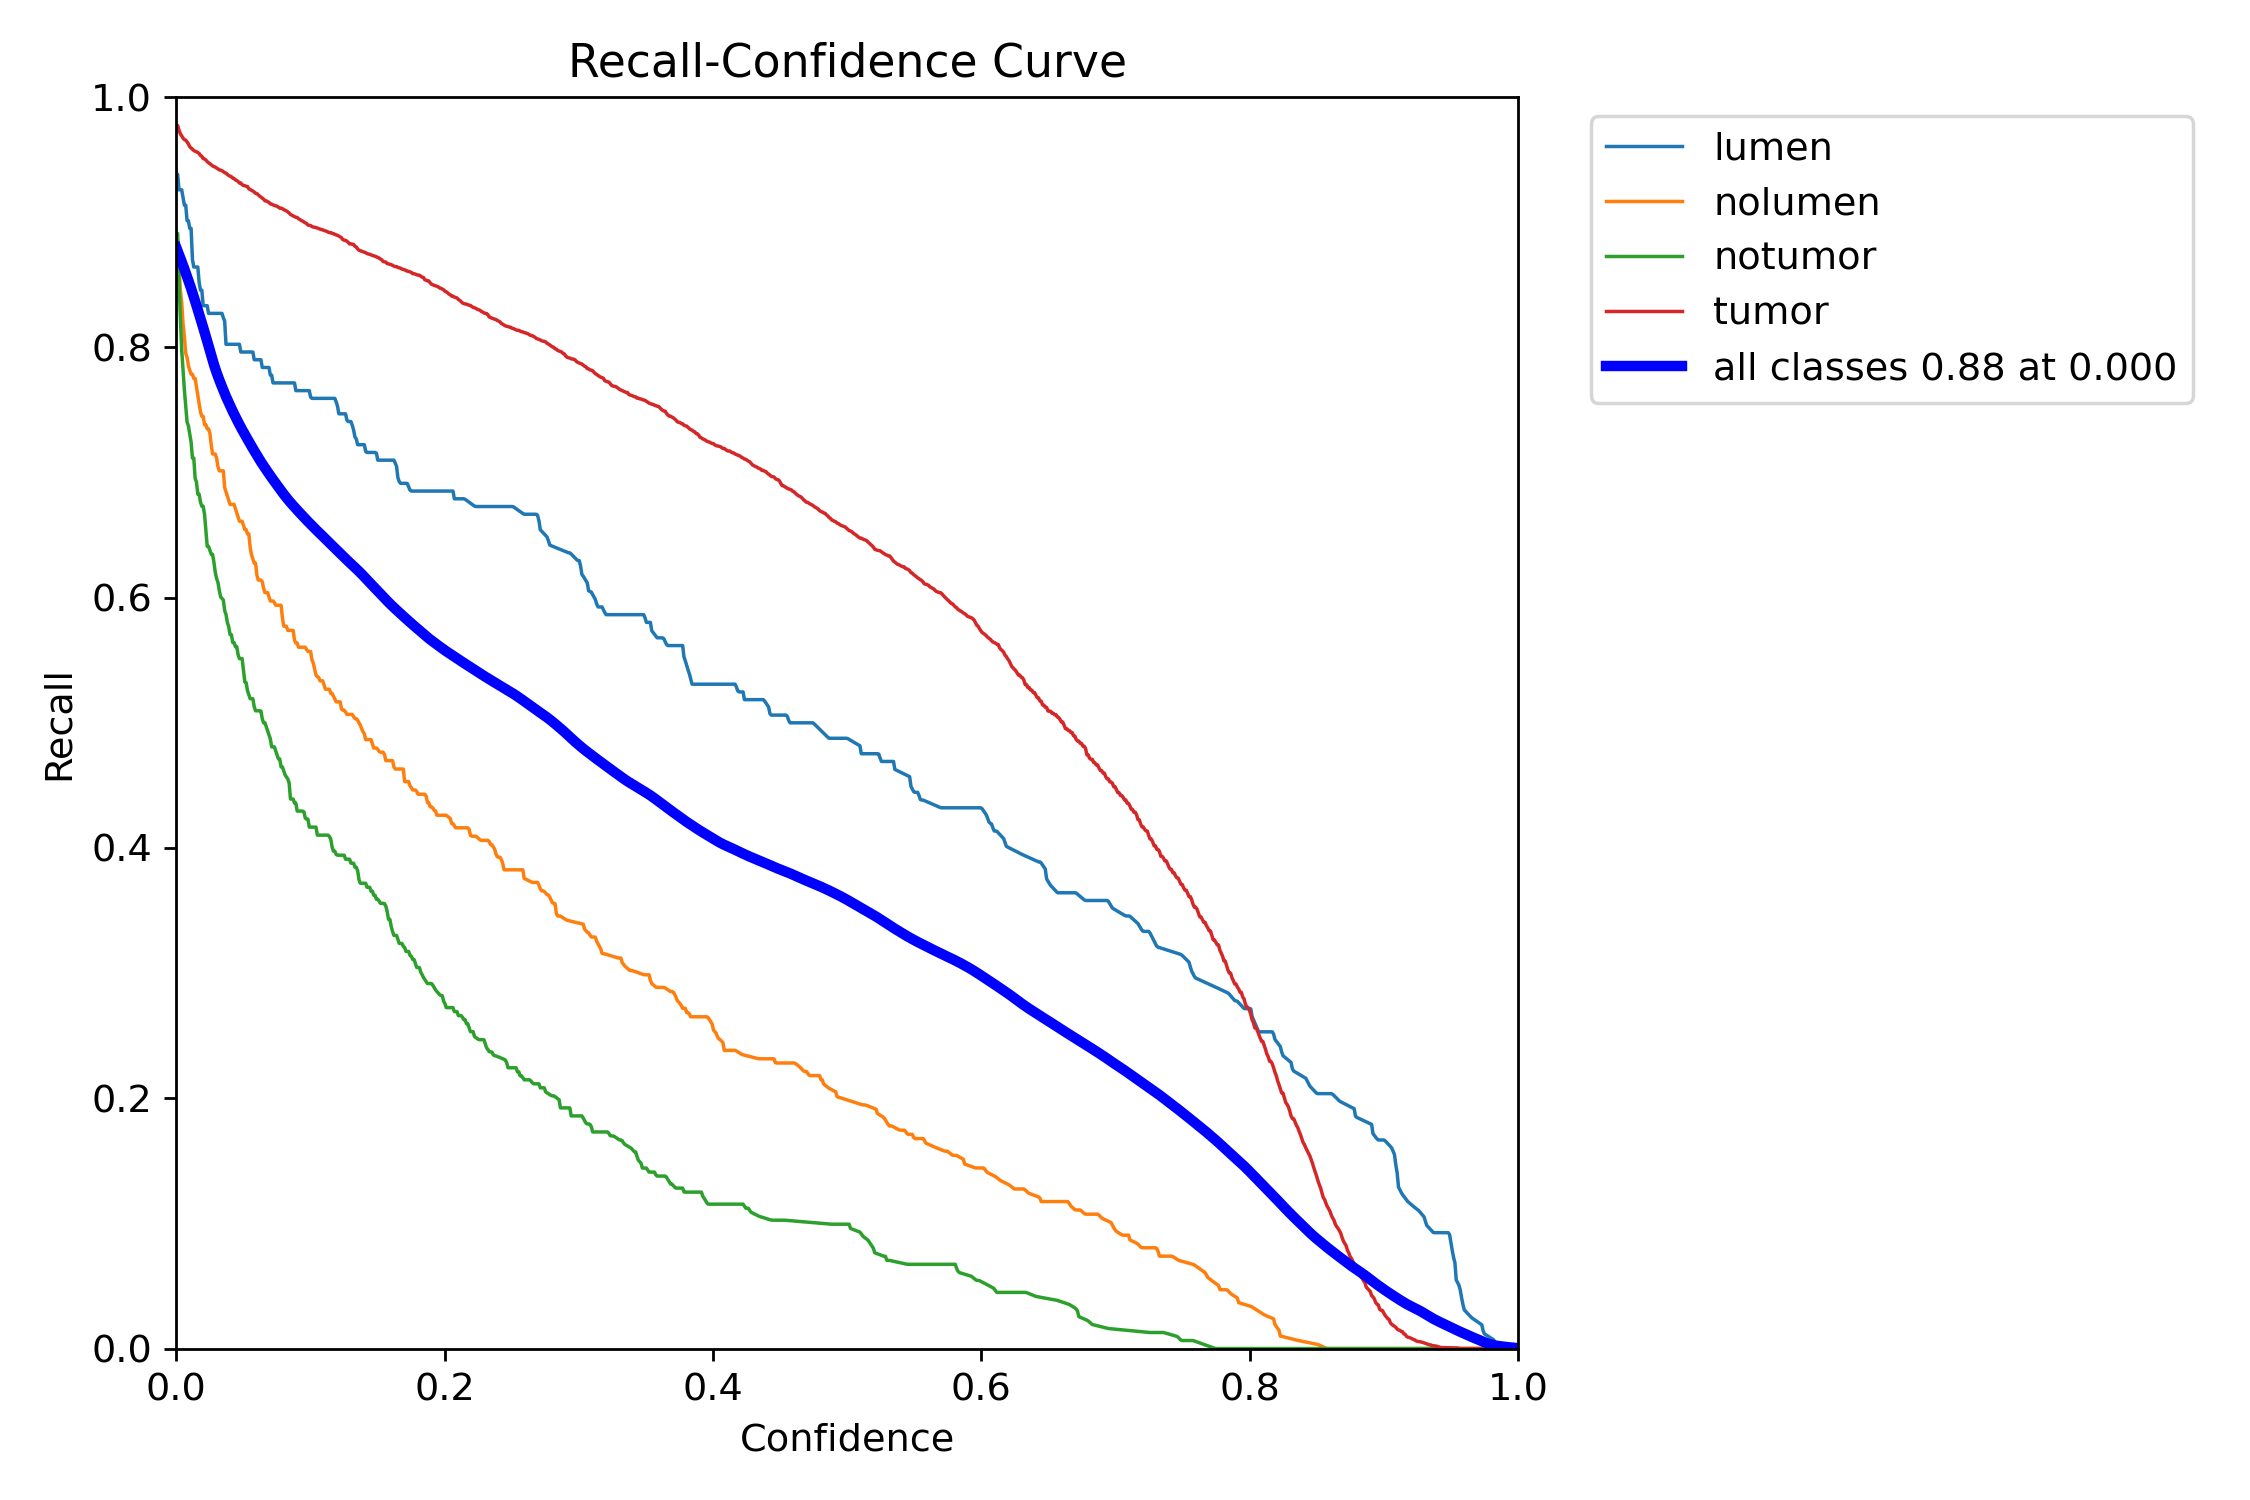 Recall-Confidence Curve
1.0
0.8
0.6
0.4
0.2
0.0
Recall
0.0 0.2 0.4 0.6 0.8 1.0
Confidence
lumen
nolumen
notumor
tumor
all classes 0.88 at 0.000